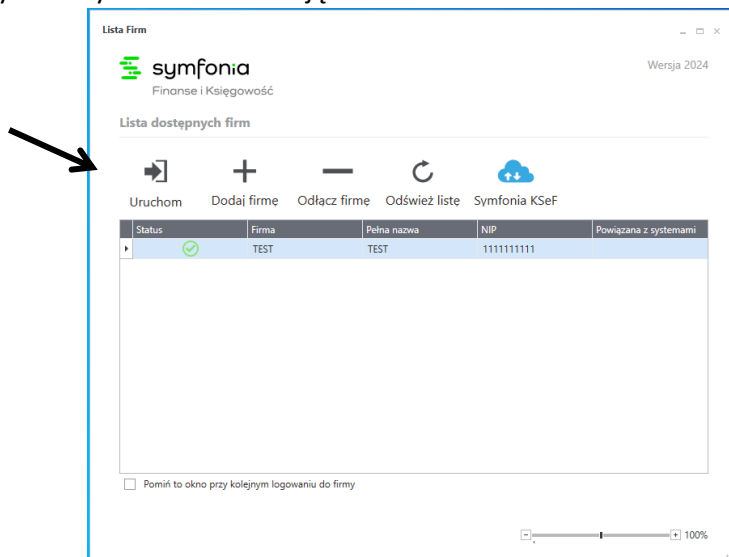 Lista Firm
symfonia
Wersja 2024
Finanse i Księgowość
Lista dostępnych firm
Uruchom Dodaj firmę Odłącz firmę Odśwież listę Symfonia KSeF
Status Firma Pełna nazwa NIP Powiązana z systemami
TEST TEST 1111111111
Pomiń to okno przy kolejnym logowaniu do firmy
100%